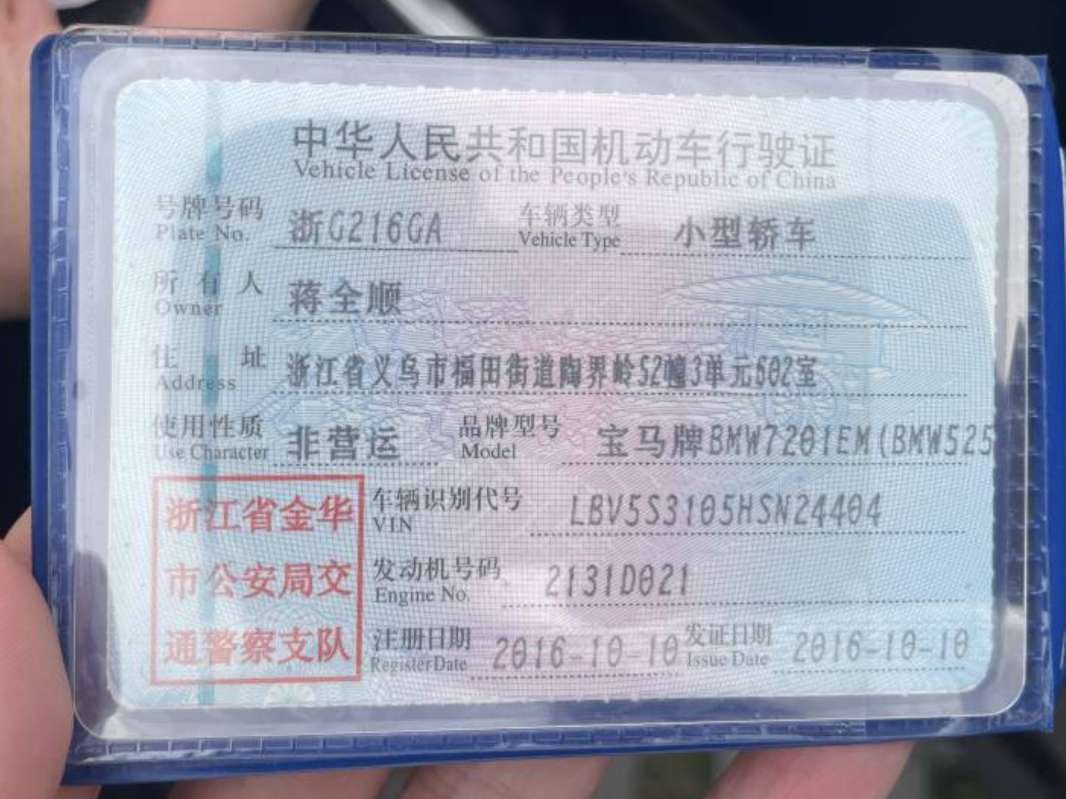 中华人民共和国机动车行驶证
Vehicle License of the People's Republic of China
号牌号码 浙G216GA 车辆类型 小型轿车
Plate No. Vehicle Type
所有人 蒋全顺
Owner
住址 浙江省义乌市福田街道陶界岭52幢3单元602室
Address
使用性质 非营运 品牌型号 宝马牌BMW7201EM(BMW525
Use Character Model
浙江省金华 车辆识别代号 LBV5S3105HSN24404
VIN
市公安局交 发动机号码 2131D021
Engine No.
通警察支队 注册日期 2016-10-10 发证日期 2016-10-10
Register Date Issue Date